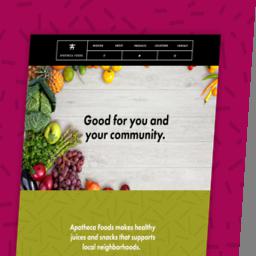 MISSION ABOUT PRODUCTS LOCATIONS CONTACT
APOTHECA FOODS
Good for you and
your community.
Apotheca Foods makes healthy
juices and snacks that supports
local neighborhoods.